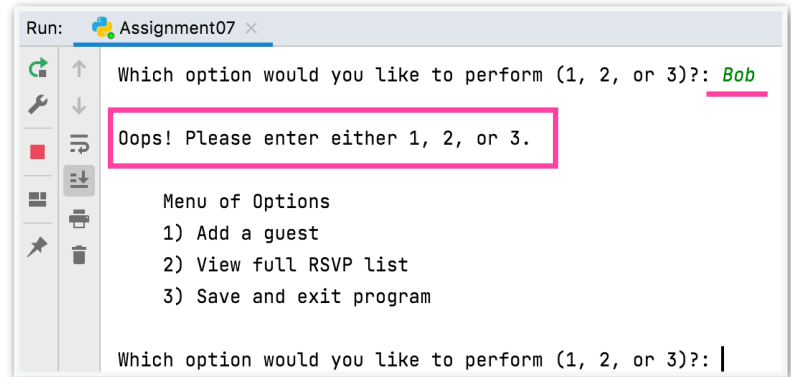 Run: Assignment07
Which option would you like to perform (1, 2, or 3)?: Bob
Oops! Please enter either 1, 2, or 3.
Menu of Options
1) Add a guest
2) View full RSVP list
3) Save and exit program
Which option would you like to perform (1, 2, or 3)?: